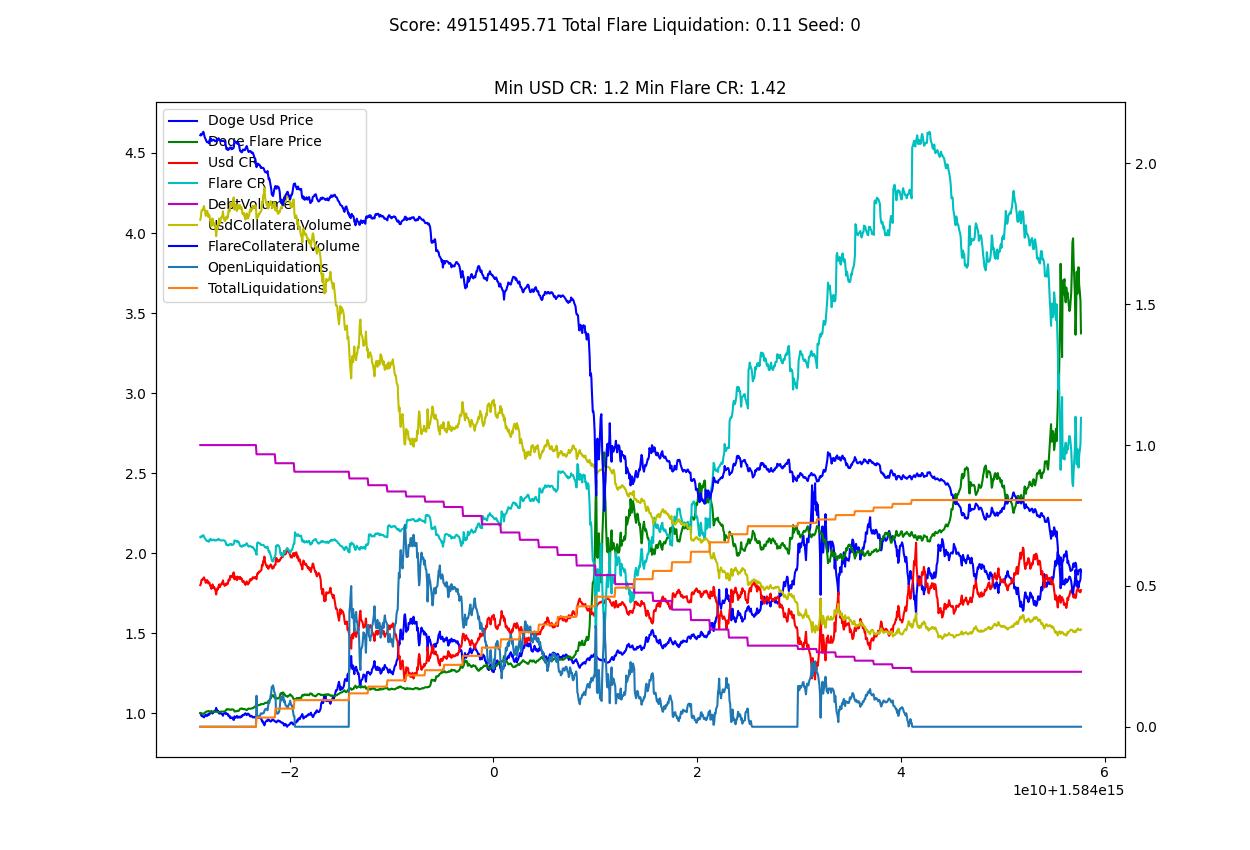 Score: 49151495.71 Total Flare Liquidation: 0.11 Seed: 0
Min USD CR: 1.2 Min Flare CR: 1.42
Doge Usd Price
Doge Flare Price
Usd CR
Flare CR
DebtVolume
UsdCollateralVolume
FlareCollateralVolume
OpenLiquidations
TotalLiquidations
4.5
4.0
3.5
3.0
2.5
2.0
1.5
1.0
2.0
1.5
1.0
0.5
0.0
−2
0
2
4
6
1e10+1.584e15